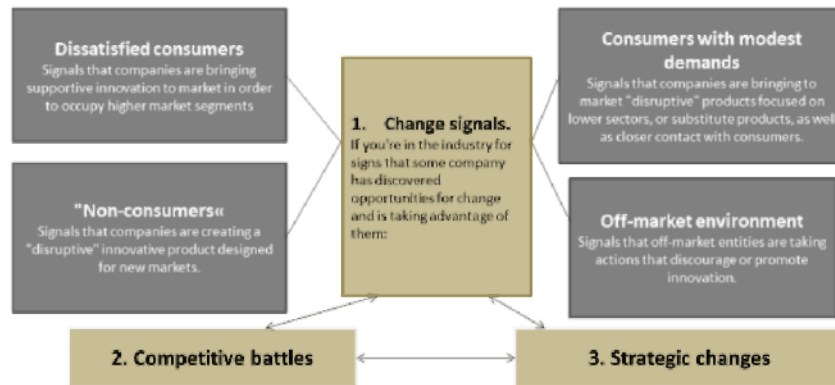 Dissatisfied consumers
Signals that companies are bringing
supportive innovation to market in order
to occupy higher market segments
"Non-consumers«
Signals that companies are creating a
"disruptive" innovative product designed
for new markets.
1. Change signals.
If you're in the industry for
signs that some company
has discovered
opportunities for change
and is taking advantage of
them:
Consumers with modest
demands
Signals that companies are bringing to
market "disruptive" products focused on
lower sectors, or substitute products, as well
as closer contact with consumers.
Off-market environment
Signals that off-market entities are taking
actions that discourage or promote
innovation.
2. Competitive battles
3. Strategic changes